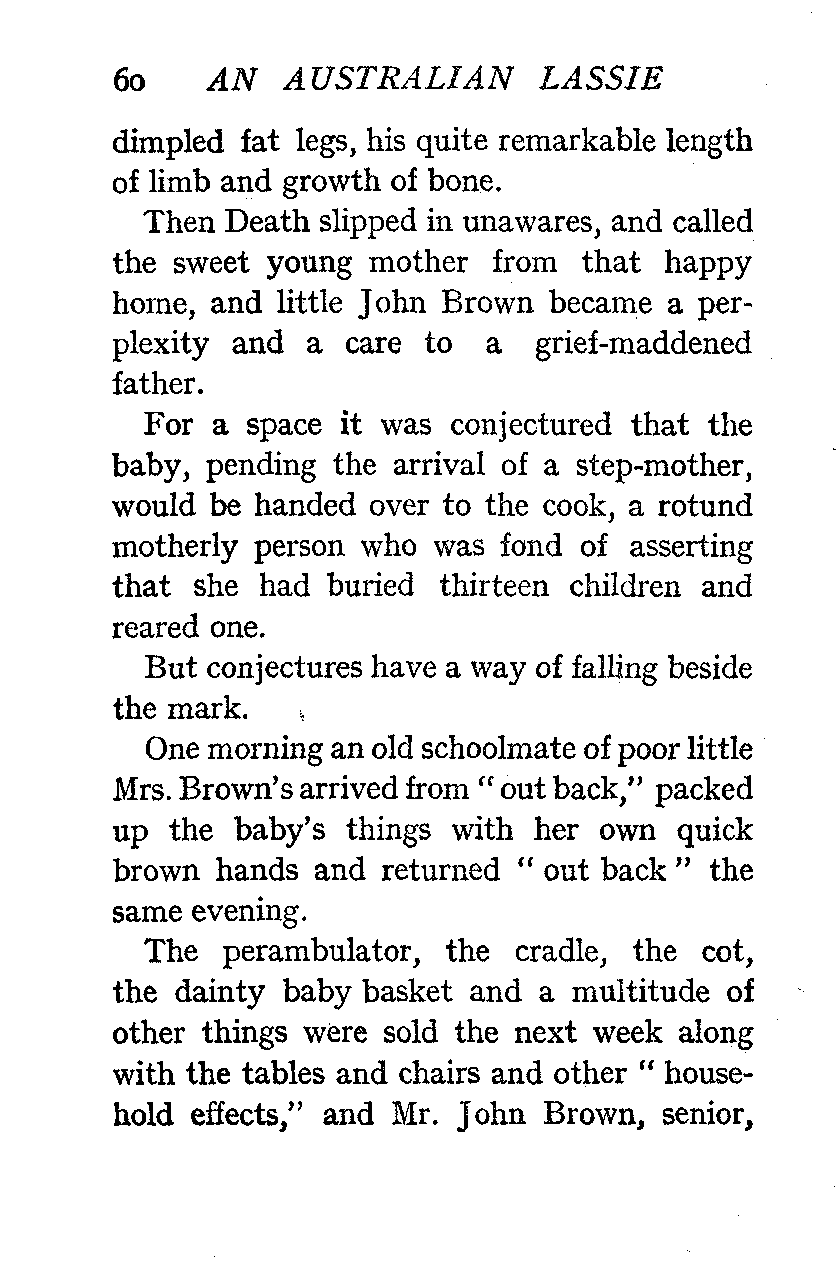 60 AN AUSTRALIAN LASSIE
dimpled fat legs, his quite remarkable length
of limb and growth of bone.
Then Death slipped in unawares, and called
the sweet young mother from that happy
home, and little John Brown became a per-
plexity and a care to a grief-maddened
father.
For a space it was conjectured that the
baby, pending the arrival of a step-mother,
would be handed over to the cook, a rotund
motherly person who was fond of asserting
that she had buried thirteen children and
reared one.
But conjectures have a way of falling beside
the mark.
One morning an old schoolmate of poor little
Mrs. Brown's arrived from "out back," packed
up the baby's things with her own quick
brown hands and returned "out back" the
same evening.
The perambulator, the cradle, the cot,
the dainty baby basket and a multitude of
other things were sold the next week along
with the tables and chairs and other "house-
hold effects," and Mr. John Brown, senior,